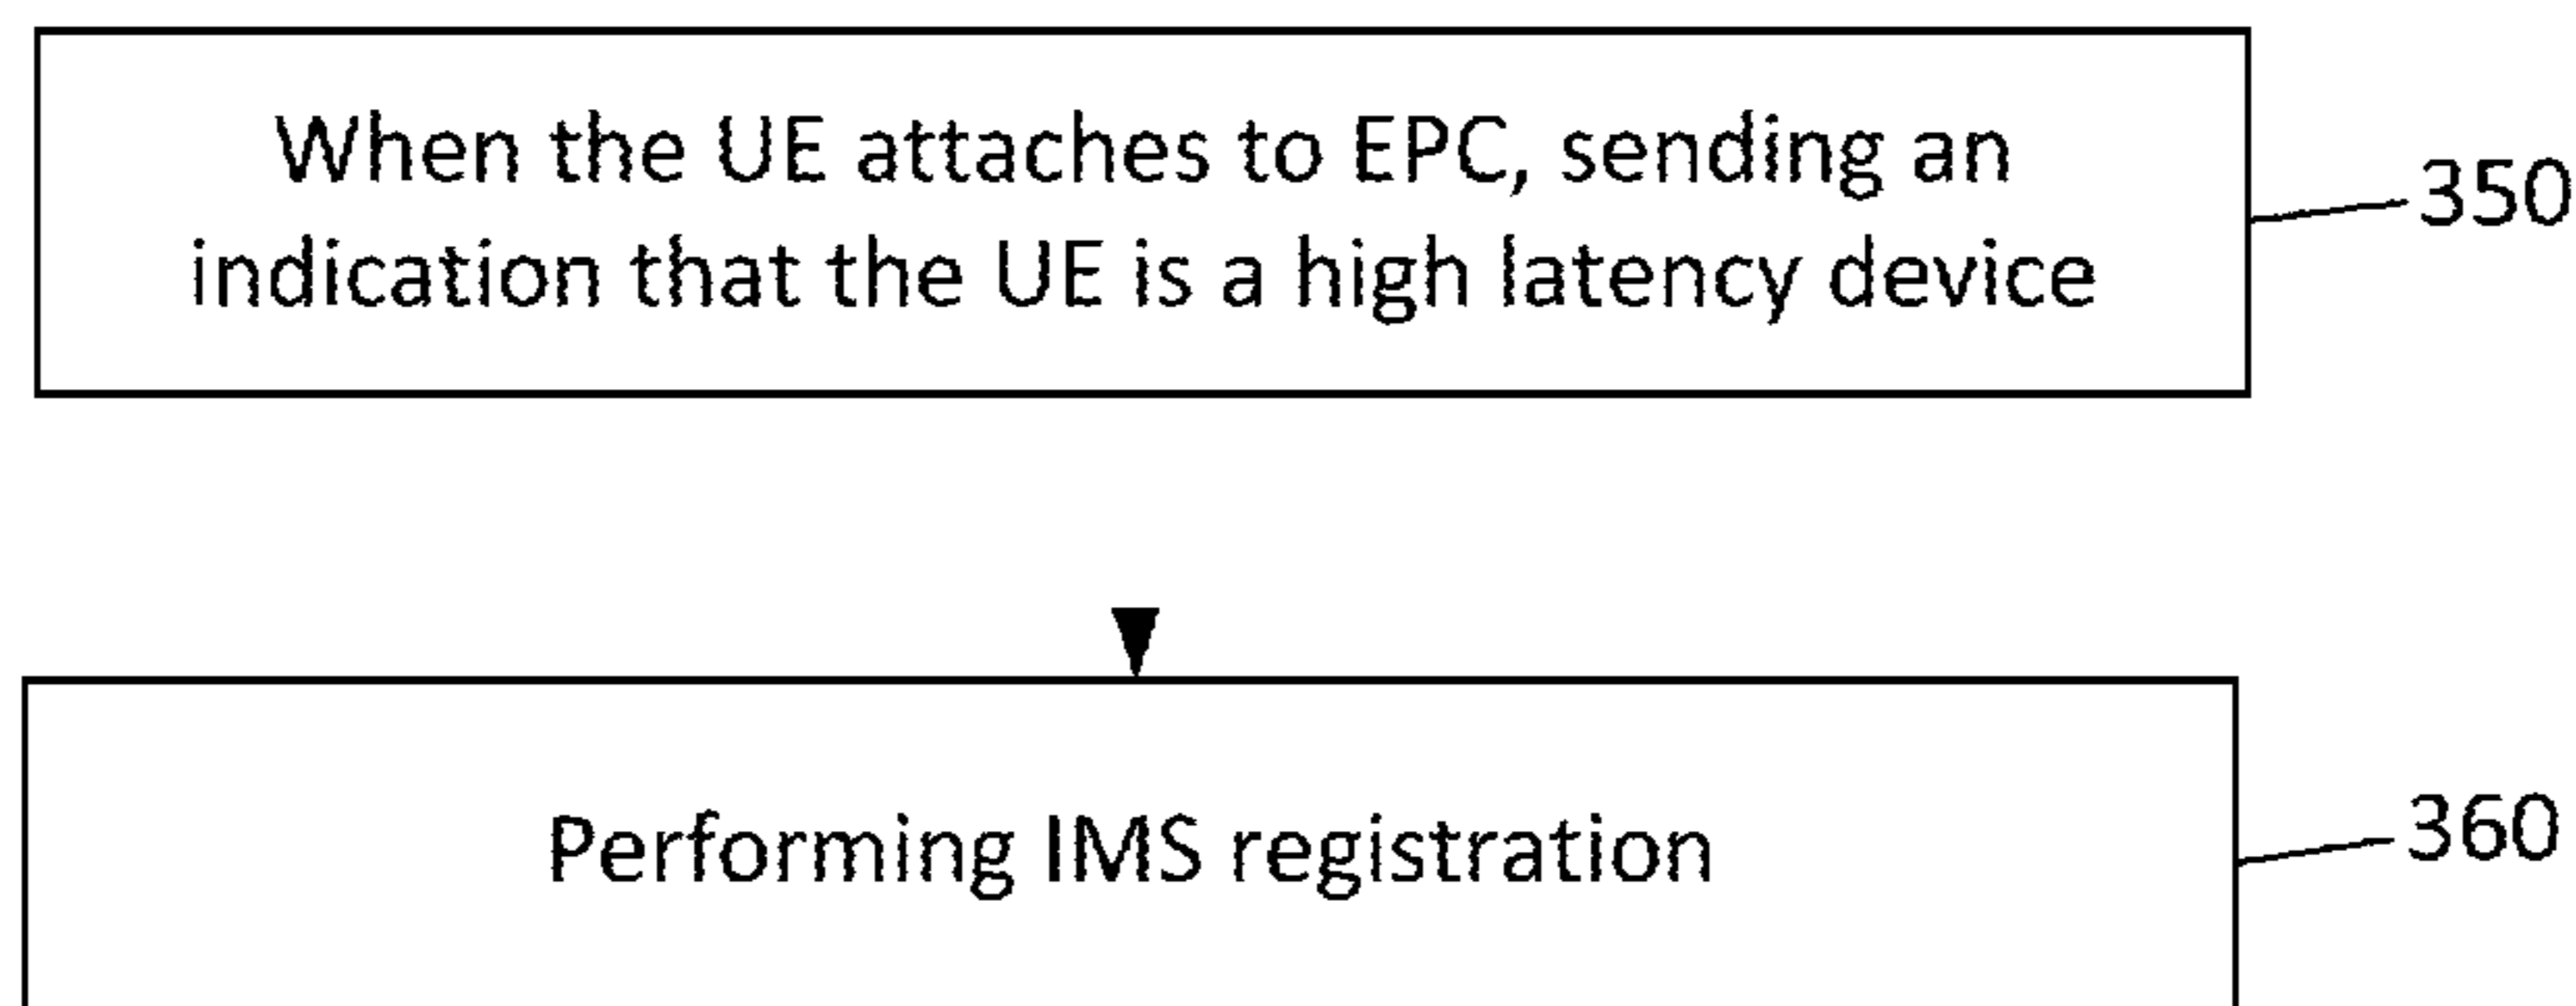 When the UE attaches to EPC, sending an
indication that the UE is a high latency device
350
Performing IMS registration
360